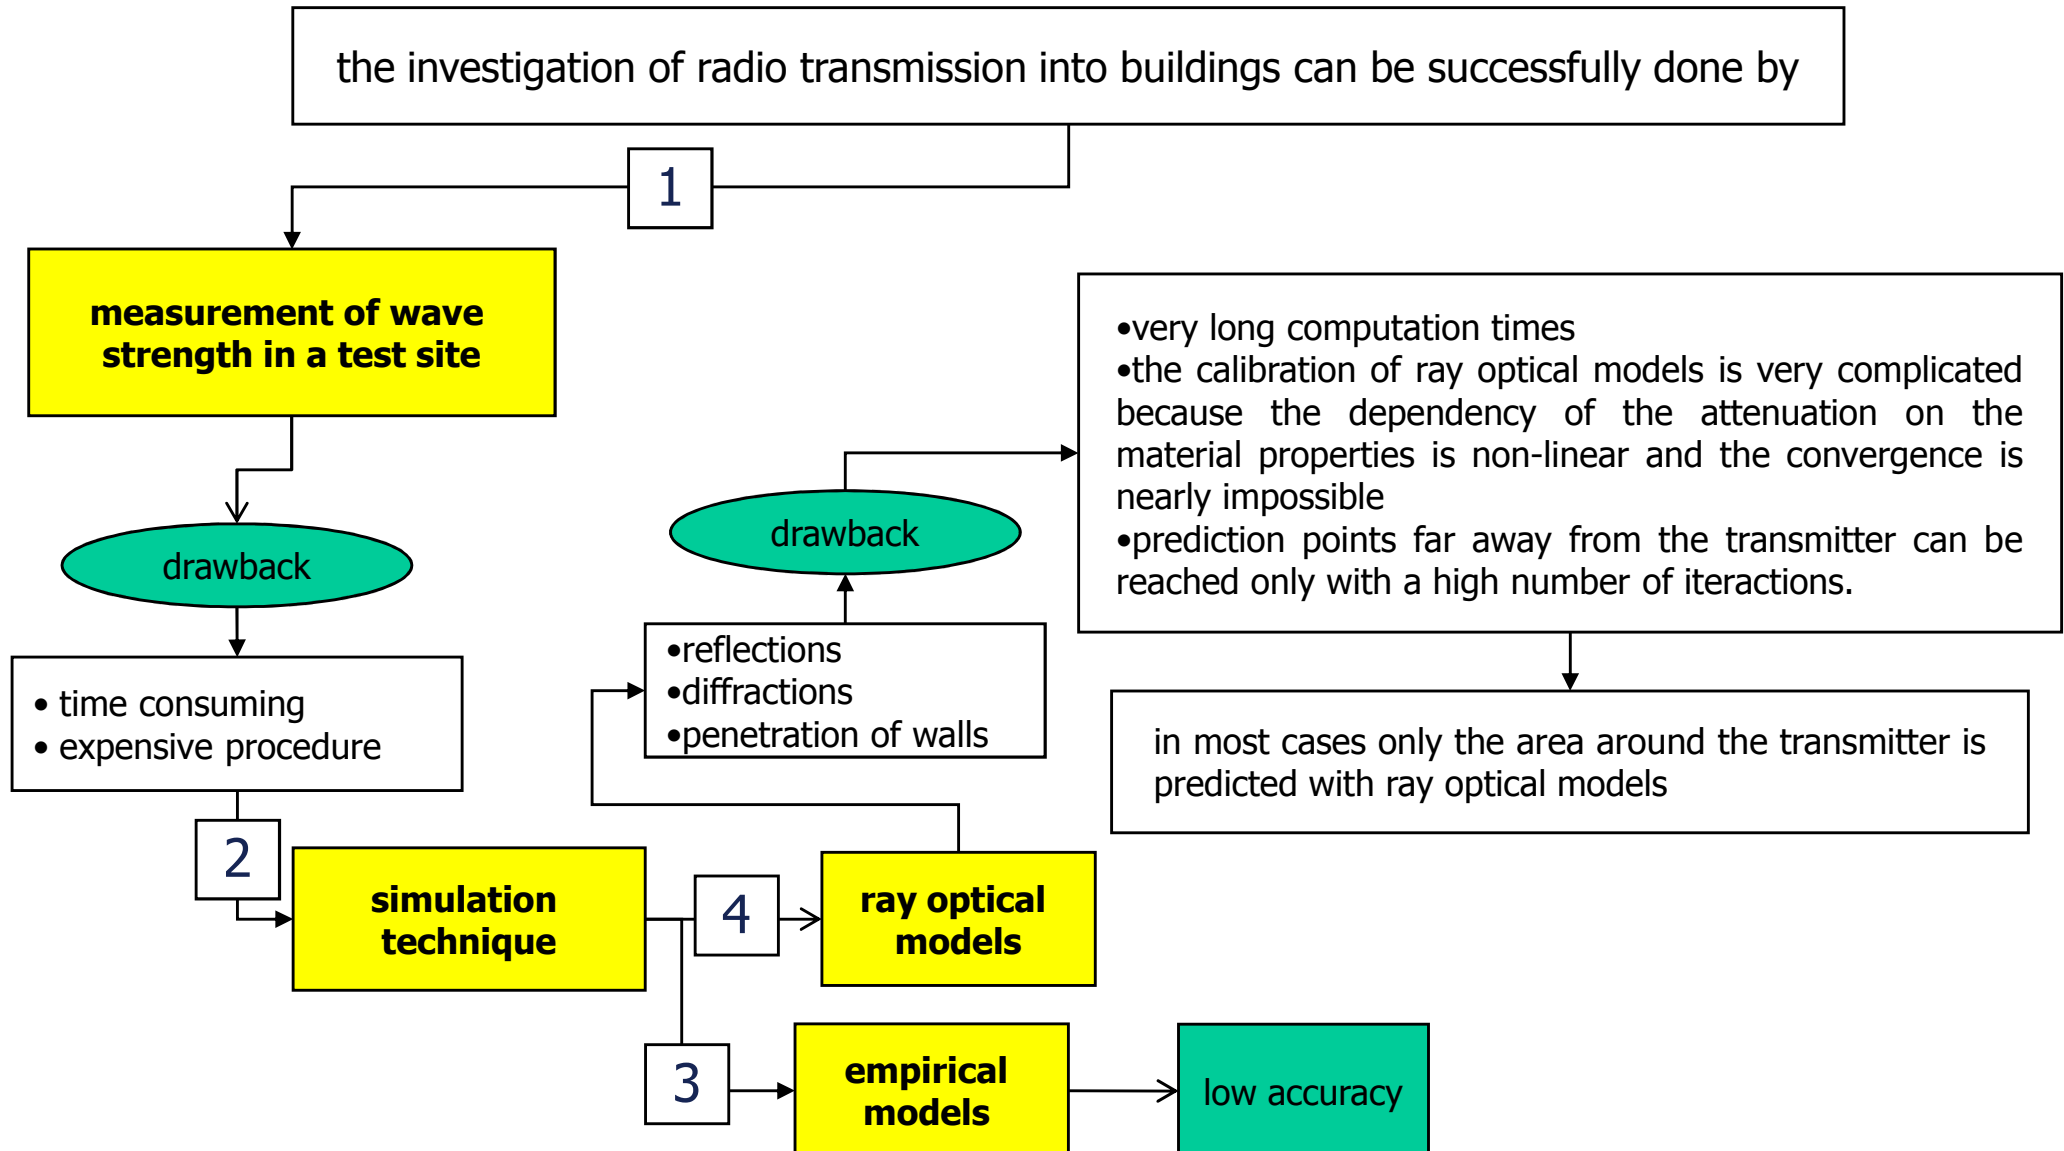 the investigation of radio transmission into buildings can be successfully done by
1
measurement of wave
strength in a test site
drawback
• time consuming
• expensive procedure
2
simulation
technique
4
ray optical
models
3
empirical
models
low accuracy
•reflections
•diffractions
•penetration of walls
drawback
•very long computation times
•the calibration of ray optical models is very complicated
because the dependency of the attenuation on the
material properties is non-linear and the convergence is
nearly impossible
•prediction points far away from the transmitter can be
reached only with a high number of iteractions.
in most cases only the area around the transmitter is
predicted with ray optical models